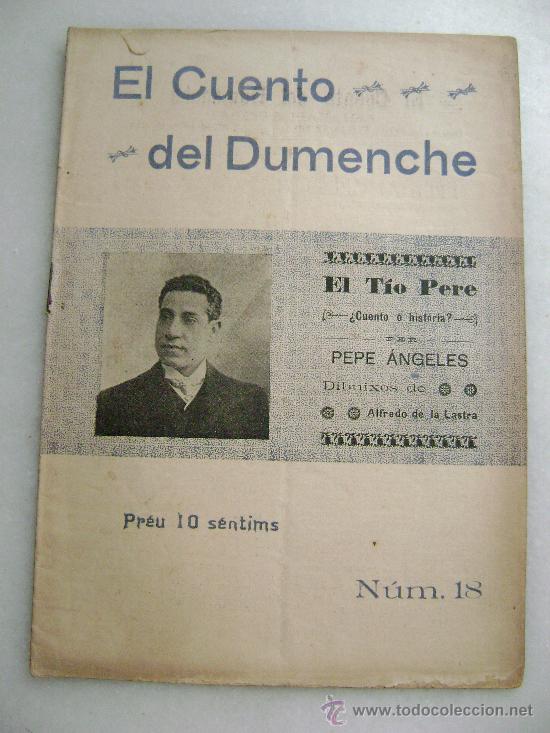 El Cuento
del Dumenche
El Tío Pere
¿Cuento o historia?
PER
PEPE ÁNGELES
Dibuixos de
Alfredo de la Lastra
Préu 10 séntims
Núm. 18
www.todocoleccion.net